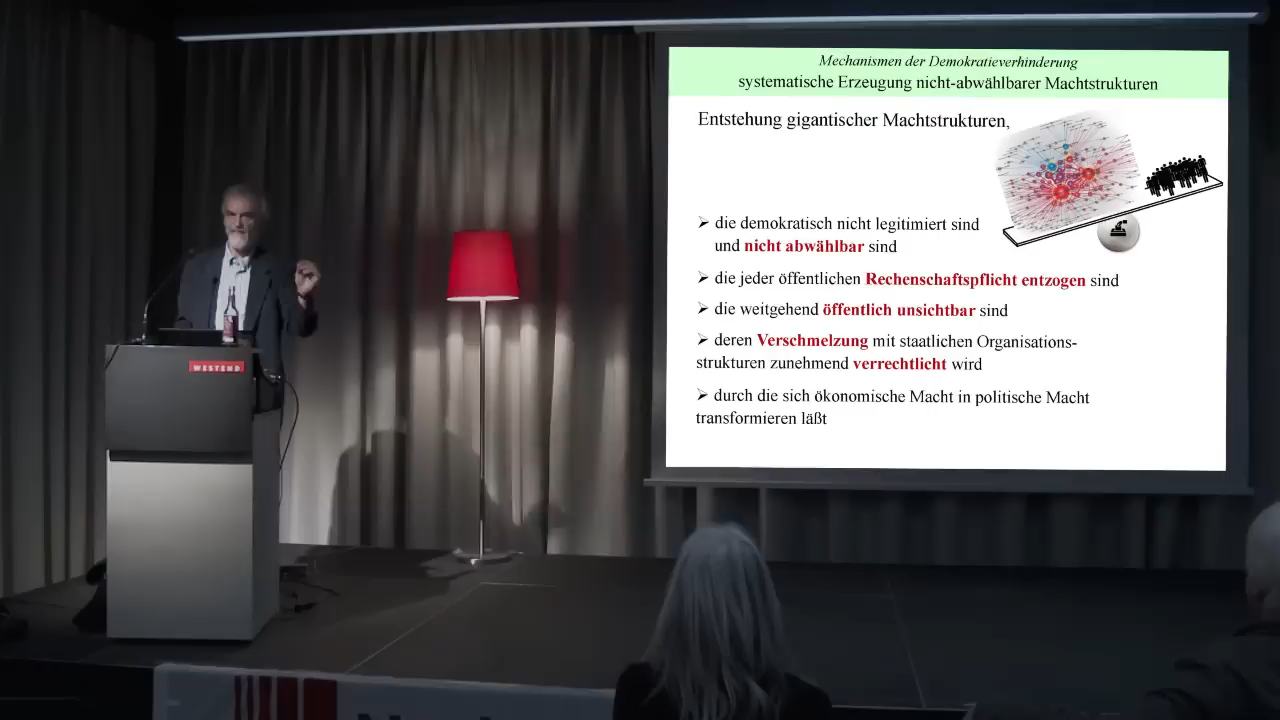 Mechanismen der Demokratieverhinderung
systematische Erzeugung nicht-abwählbarer Machtstrukturen
Entstehung gigantischer Machtstrukturen,
➢ die demokratisch nicht legitimiert sind
und nicht abwählbar sind
➢ die jeder öffentlichen Rechenschaftspflicht entzogen sind
➢ die weitgehend öffentlich unsichtbar sind
➢ deren Verschmelzung mit staatlichen Organisations-
strukturen zunehmend verrechtlicht wird
➢ durch die sich ökonomische Macht in politische Macht
transformieren läßt
WESTEND